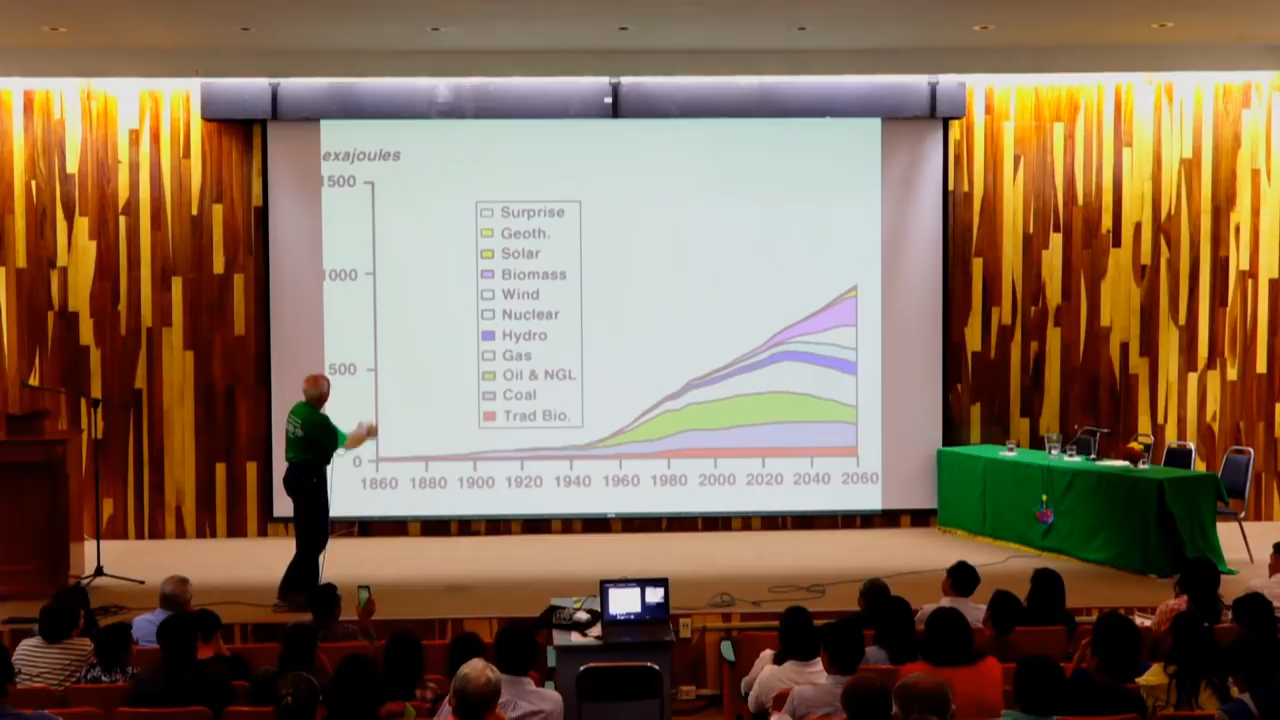 exajoules
1500
1000
500
0
Surprise
Geoth.
Solar
Biomass
Wind
Nuclear
Hydro
Gas
Oil & NGL
Coal
Trad Bio.
1860 1880 1900 1920 1940 1960 1980 2000 2020 2040 2060